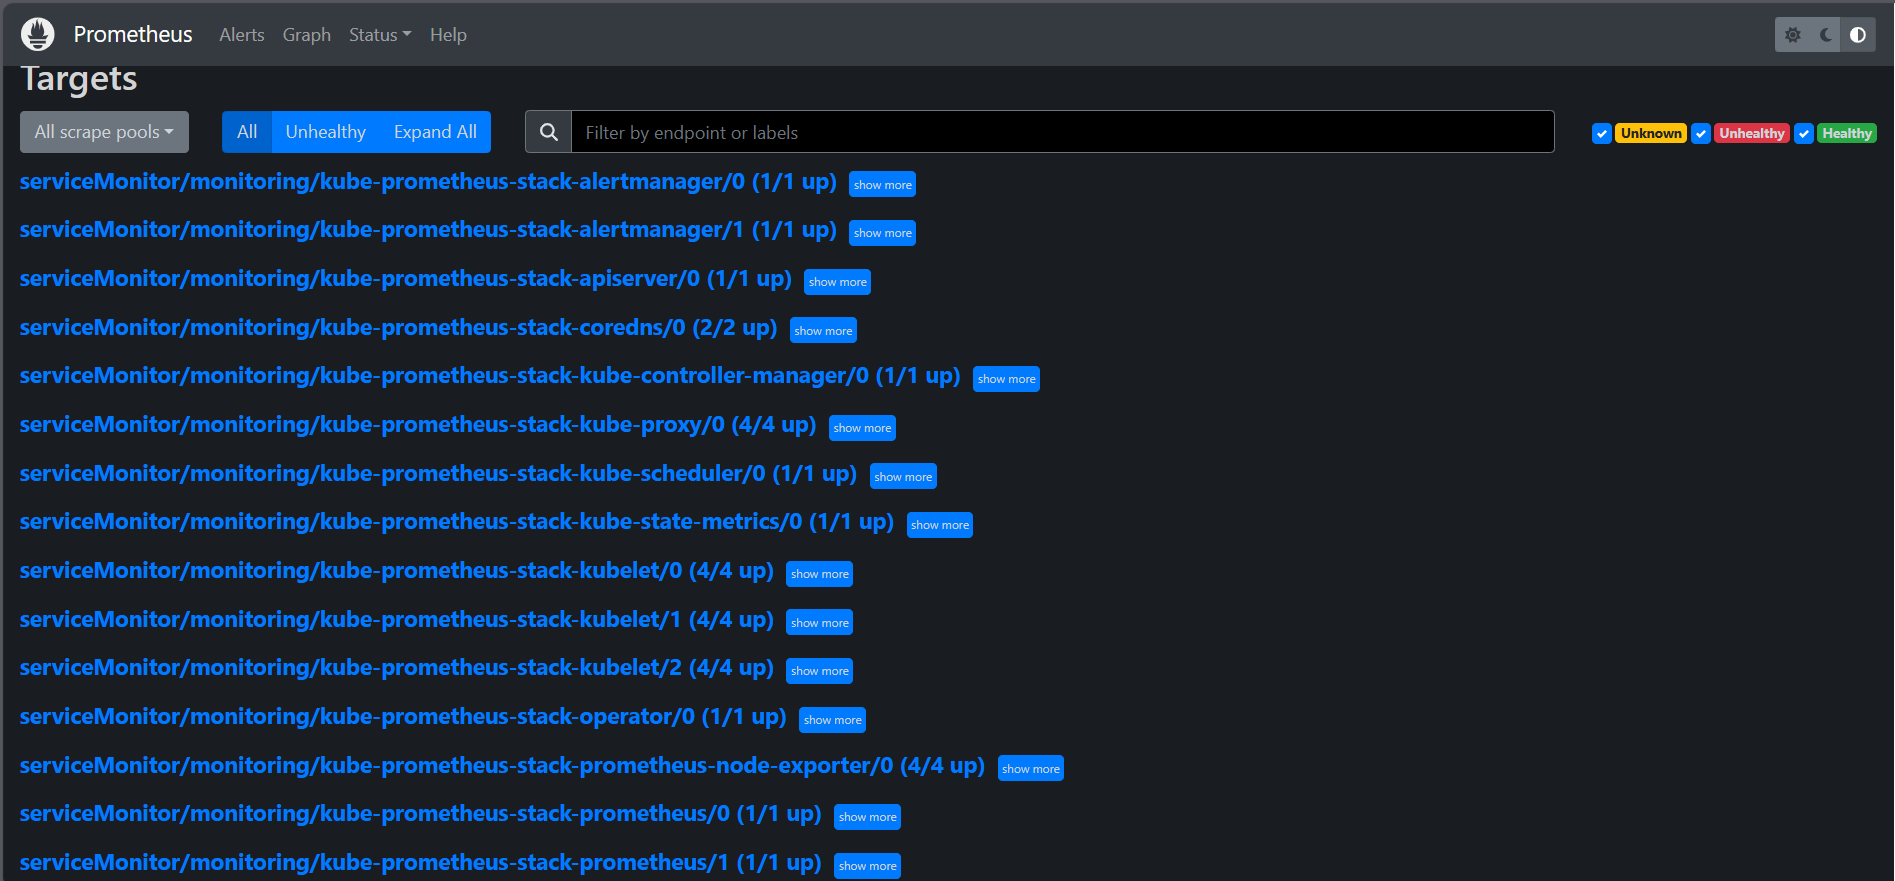 Prometheus Alerts Graph Status Help
Targets
All scrape pools All Unhealthy Expand All Filter by endpoint or labels Unknown Unhealthy Healthy
serviceMonitor/monitoring/kube-prometheus-stack-alertmanager/0 (1/1 up) show more
serviceMonitor/monitoring/kube-prometheus-stack-alertmanager/1 (1/1 up) show more
serviceMonitor/monitoring/kube-prometheus-stack-apiserver/0 (1/1 up) show more
serviceMonitor/monitoring/kube-prometheus-stack-coredns/0 (2/2 up) show more
serviceMonitor/monitoring/kube-prometheus-stack-kube-controller-manager/0 (1/1 up) show more
serviceMonitor/monitoring/kube-prometheus-stack-kube-proxy/0 (4/4 up) show more
serviceMonitor/monitoring/kube-prometheus-stack-kube-scheduler/0 (1/1 up) show more
serviceMonitor/monitoring/kube-prometheus-stack-kube-state-metrics/0 (1/1 up) show more
serviceMonitor/monitoring/kube-prometheus-stack-kubelet/0 (4/4 up) show more
serviceMonitor/monitoring/kube-prometheus-stack-kubelet/1 (4/4 up) show more
serviceMonitor/monitoring/kube-prometheus-stack-kubelet/2 (4/4 up) show more
serviceMonitor/monitoring/kube-prometheus-stack-operator/0 (1/1 up) show more
serviceMonitor/monitoring/kube-prometheus-stack-prometheus-node-exporter/0 (4/4 up) show more
serviceMonitor/monitoring/kube-prometheus-stack-prometheus/0 (1/1 up) show more
serviceMonitor/monitoring/kube-prometheus-stack-prometheus/1 (1/1 up) show more